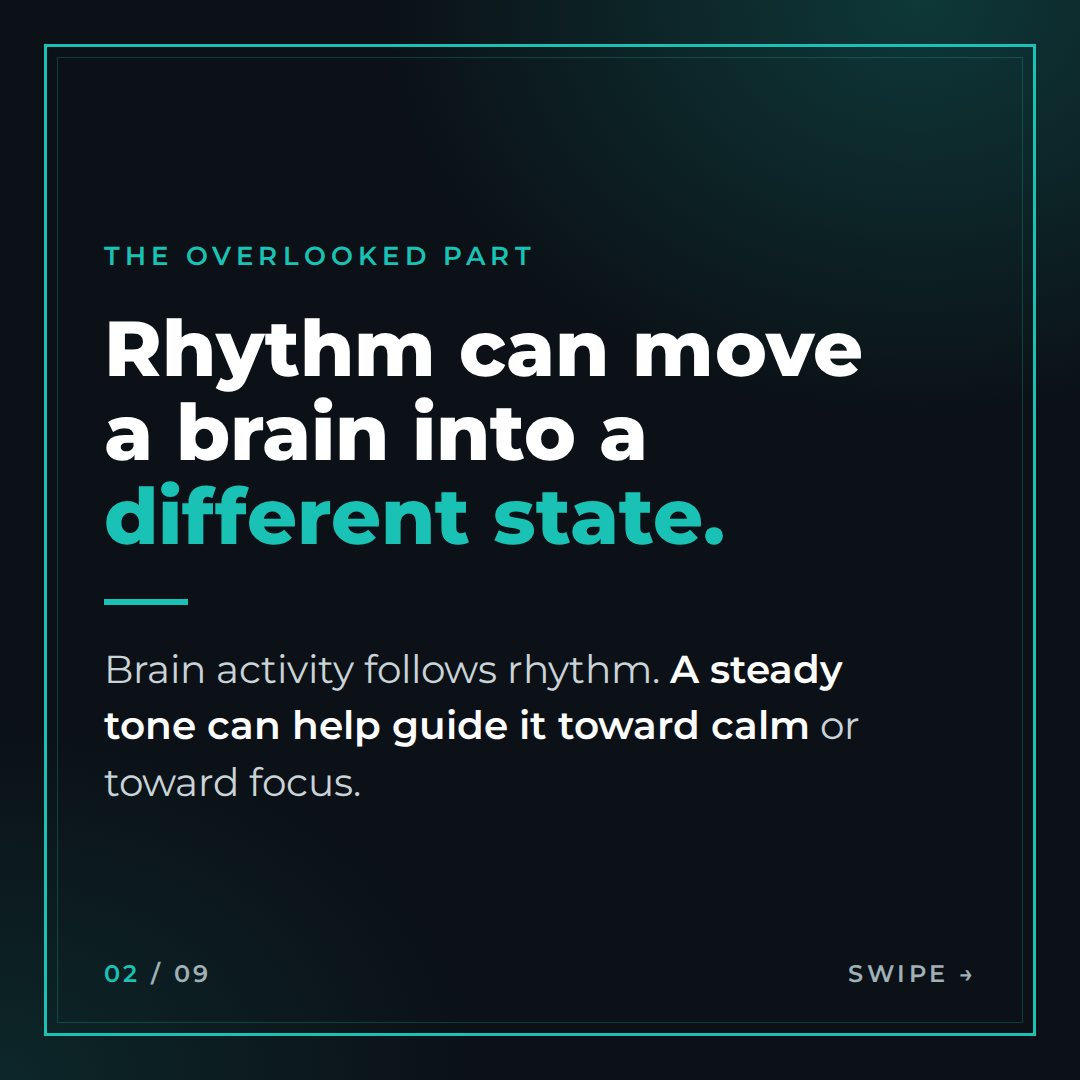 THE OVERLOOKED PART
Rhythm can move
a brain into a
different state.
Brain activity follows rhythm. A steady
tone can help guide it toward calm or
toward focus.
02 / 09
SWIPE →